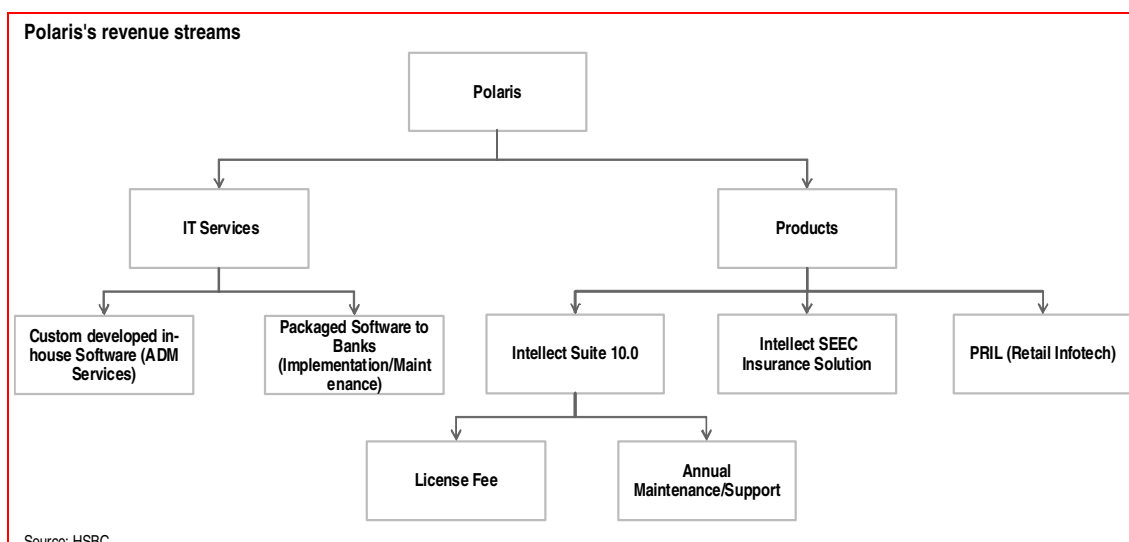 Polaris's revenue streams
Polaris
IT Services
Products
Custom developed in-
house Software (ADM
Services)
Packaged Software to
Banks
(Implementation/Maint
enance)
Intellect Suite 10.0
Intellect SEEC
Insurance Solution
PRIL (Retail Infotech)
License Fee
Annual
Maintenance/Support
Source: HSBC